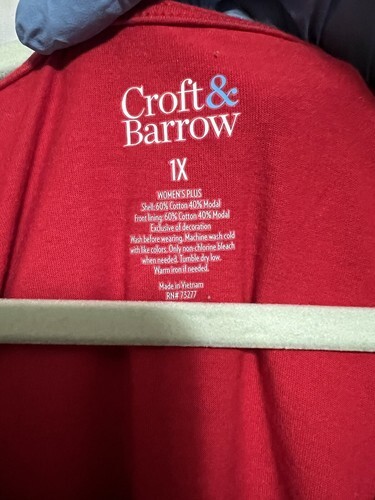 Croft&
Barrow
1X
WOMEN'S PLUS
Shell: 60% Cotton 40% Modal
Front lining: 60% Cotton 40% Modal
Exclusive of decoration
Wash before wearing. Machine wash cold
with like colors. Only non-chlorine bleach
when needed. Tumble dry low.
Warm iron if needed.
Made in Vietnam
RN# 73277